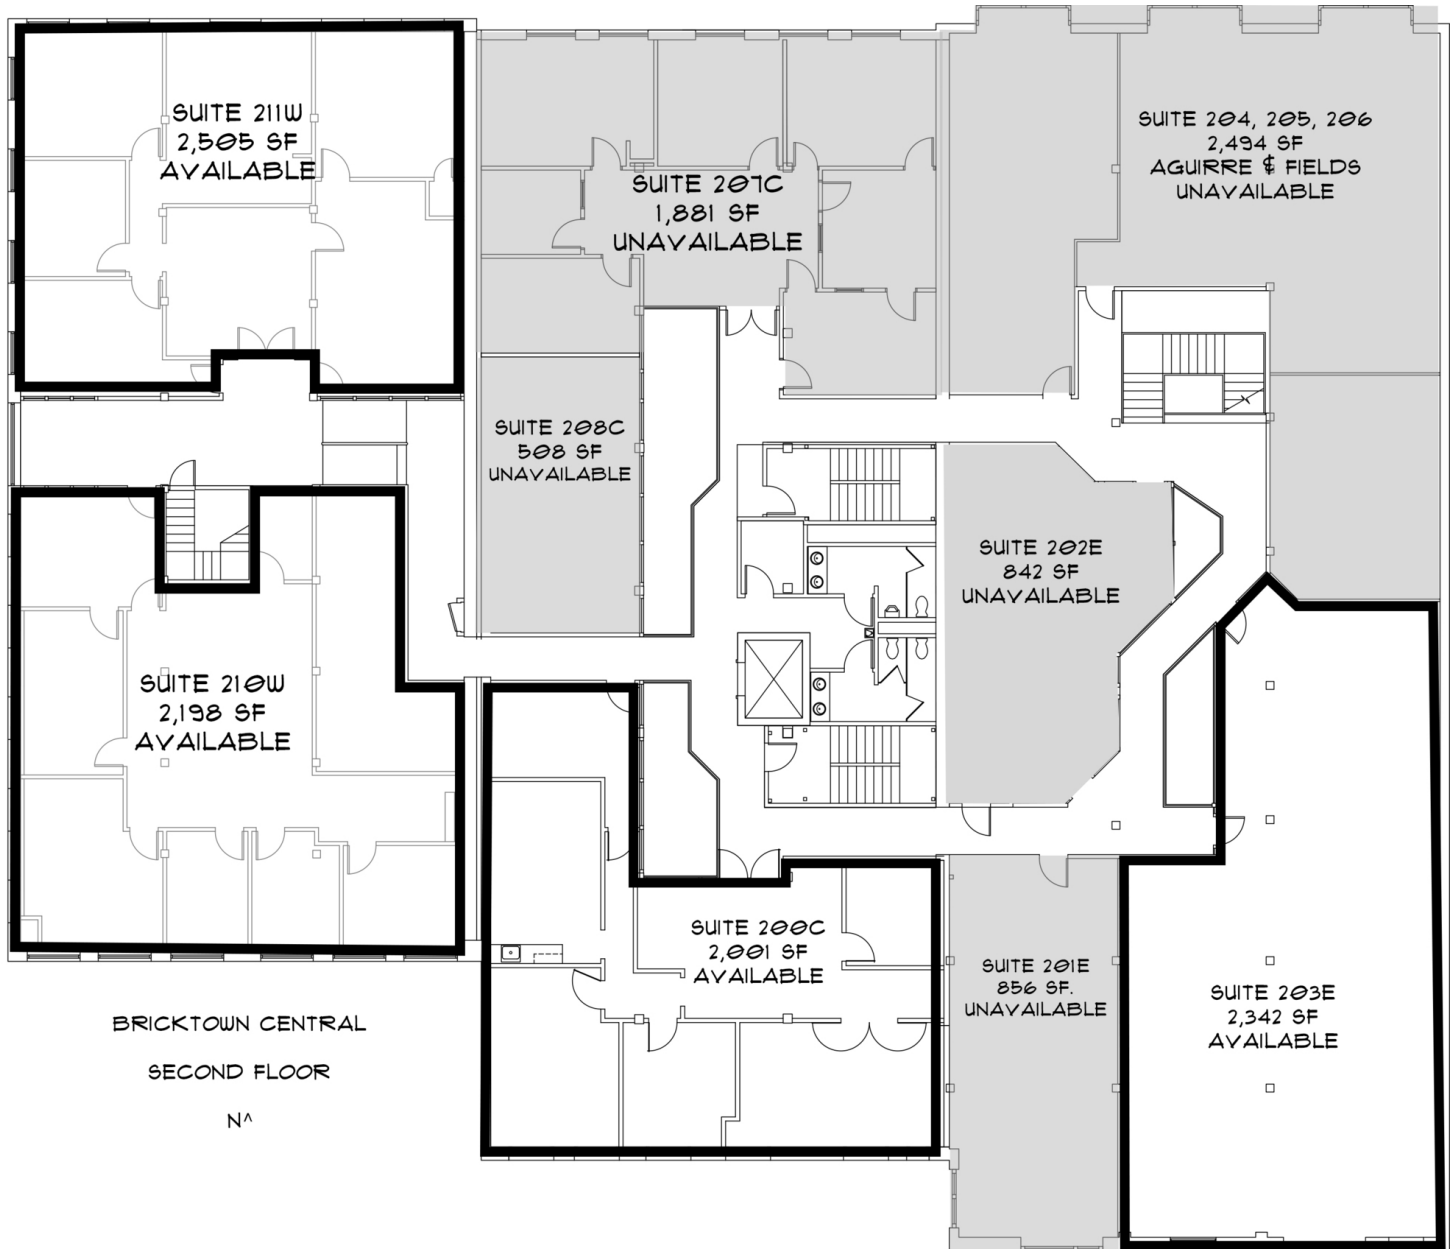 SUITE 211W
2,505 SF
AVAILABLE
SUITE 207C
1,881 SF
UNAVAILABLE
SUITE 204, 205, 206
2,494 SF
AGUIRRE & FIELDS
UNAVAILABLE
SUITE 208C
508 SF
UNAVAILABLE
SUITE 202E
842 SF
UNAVAILABLE
SUITE 210W
2,198 SF
AVAILABLE
SUITE 200C
2,001 SF
AVAILABLE
SUITE 201E
856 SF.
UNAVAILABLE
SUITE 203E
2,342 SF
AVAILABLE
BRICKTOWN CENTRAL
SECOND FLOOR
N^